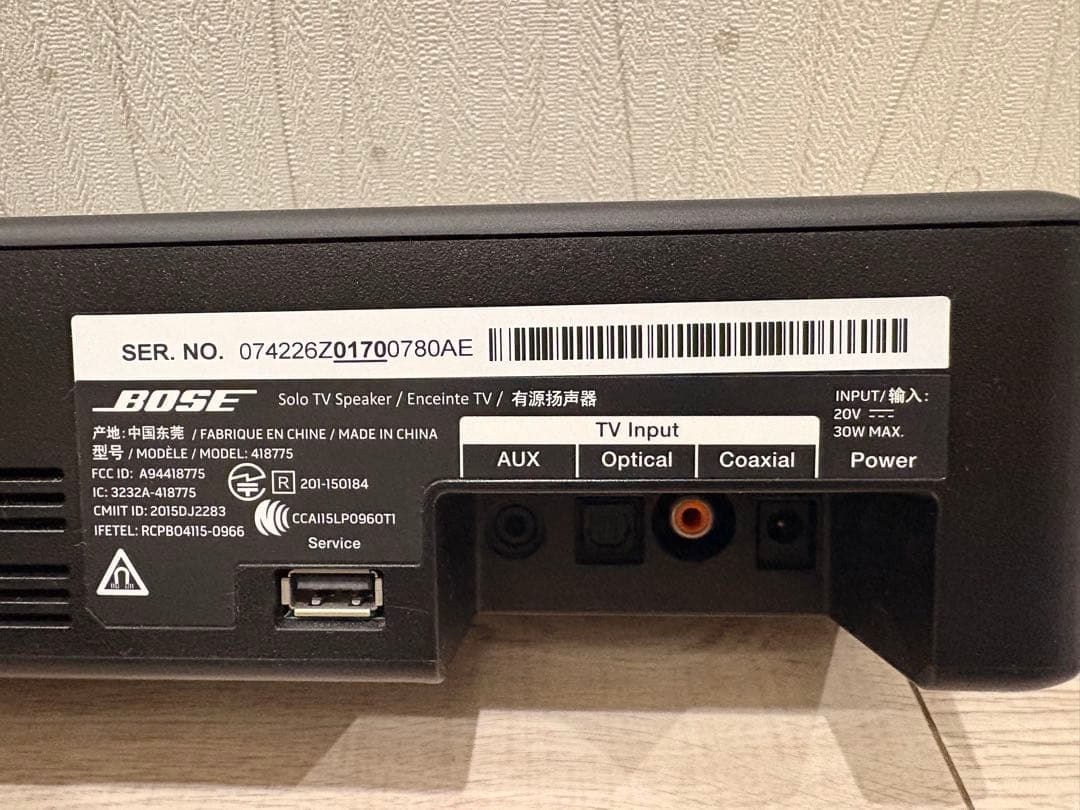 SER. NO. 074226Z01700780AE
BOSE Solo TV Speaker / Enceinte TV / 有源扬声器
产地: 中国东莞 / FABRIQUE EN CHINE / MADE IN CHINA
型号 / MODÈLE / MODEL: 418775
FCC ID: A94418775
IC: 3232A-418775
CMIIT ID: 2015DJ2283
IFETEL: RCPBO4115-0966
R 201-150184
CCAI15LP0960T1
Service
TV Input
AUX Optical Coaxial
INPUT/输入:
20V
30W MAX.
Power